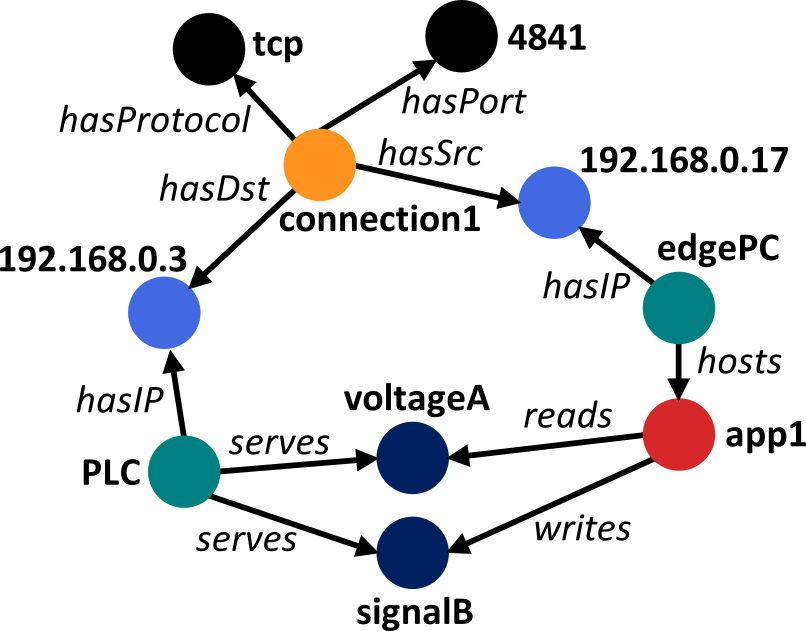 tcp
4841
hasProtocol
hasPort
hasSrc
192.168.0.17
hasDst
connection1
192.168.0.3
edgePC
hasIP
hosts
hasIP
voltageA
reads
serves
app1
PLC
serves
writes
signalB